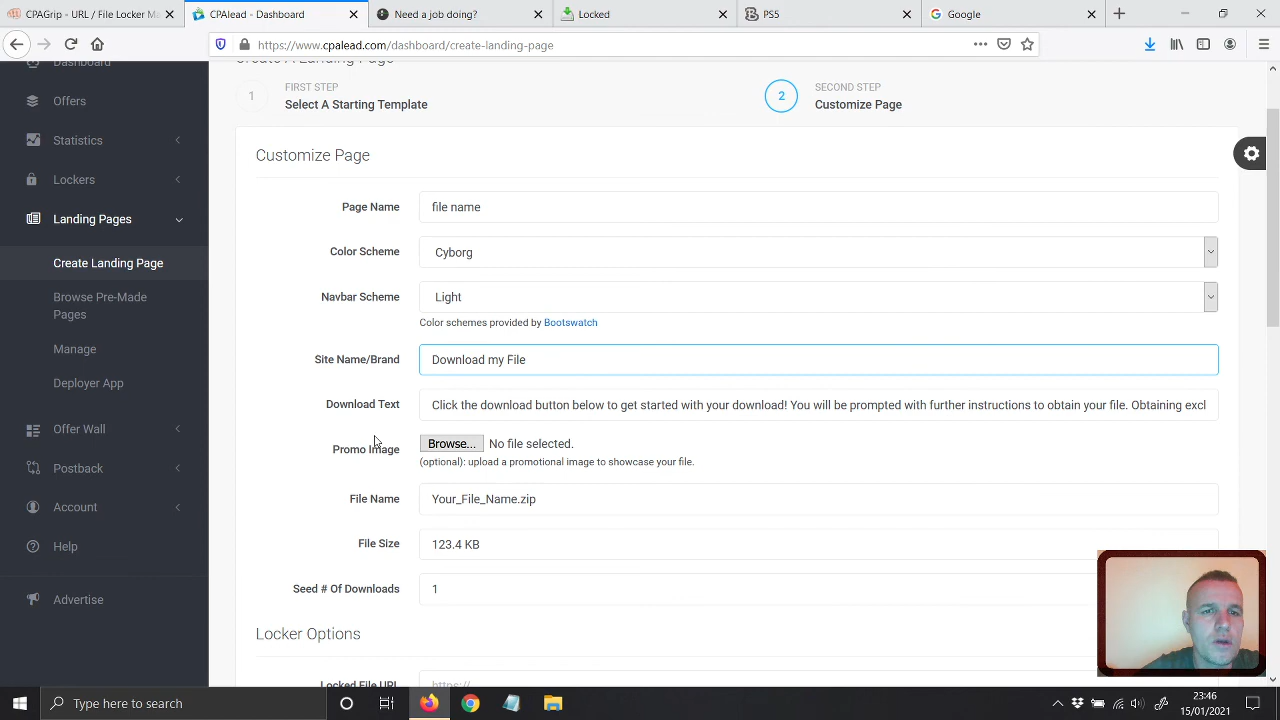 CPAGrip - URL / File Locker Ma
CPAlead - Dashboard
Need a job doing?
Locked
PS5
Google
https://www.cpalead.com/dashboard/create-landing-page
Dashboard
Offers
Statistics
Lockers
Landing Pages
Create Landing Page
Browse Pre-Made
Pages
Manage
Deployer App
Offer Wall
Postback
Account
Help
Advertise
Create A Landing Page
1
FIRST STEP
Select A Starting Template
2
SECOND STEP
Customize Page
Customize Page
Page Name
file name
Color Scheme
Cyborg
Navbar Scheme
Light
Color schemes provided by Bootswatch
Site Name/Brand
Download my File
Download Text
Click the download button below to get started with your download! You will be prompted with further instructions to obtain your file. Obtaining excl
Promo Image
Browse... No file selected.
(optional): upload a promotional image to showcase your file.
File Name
Your_File_Name.zip
File Size
123.4 KB
Seed # Of Downloads
1
Locker Options
Locked File URL
https://
Type here to search
23:46
15/01/2021